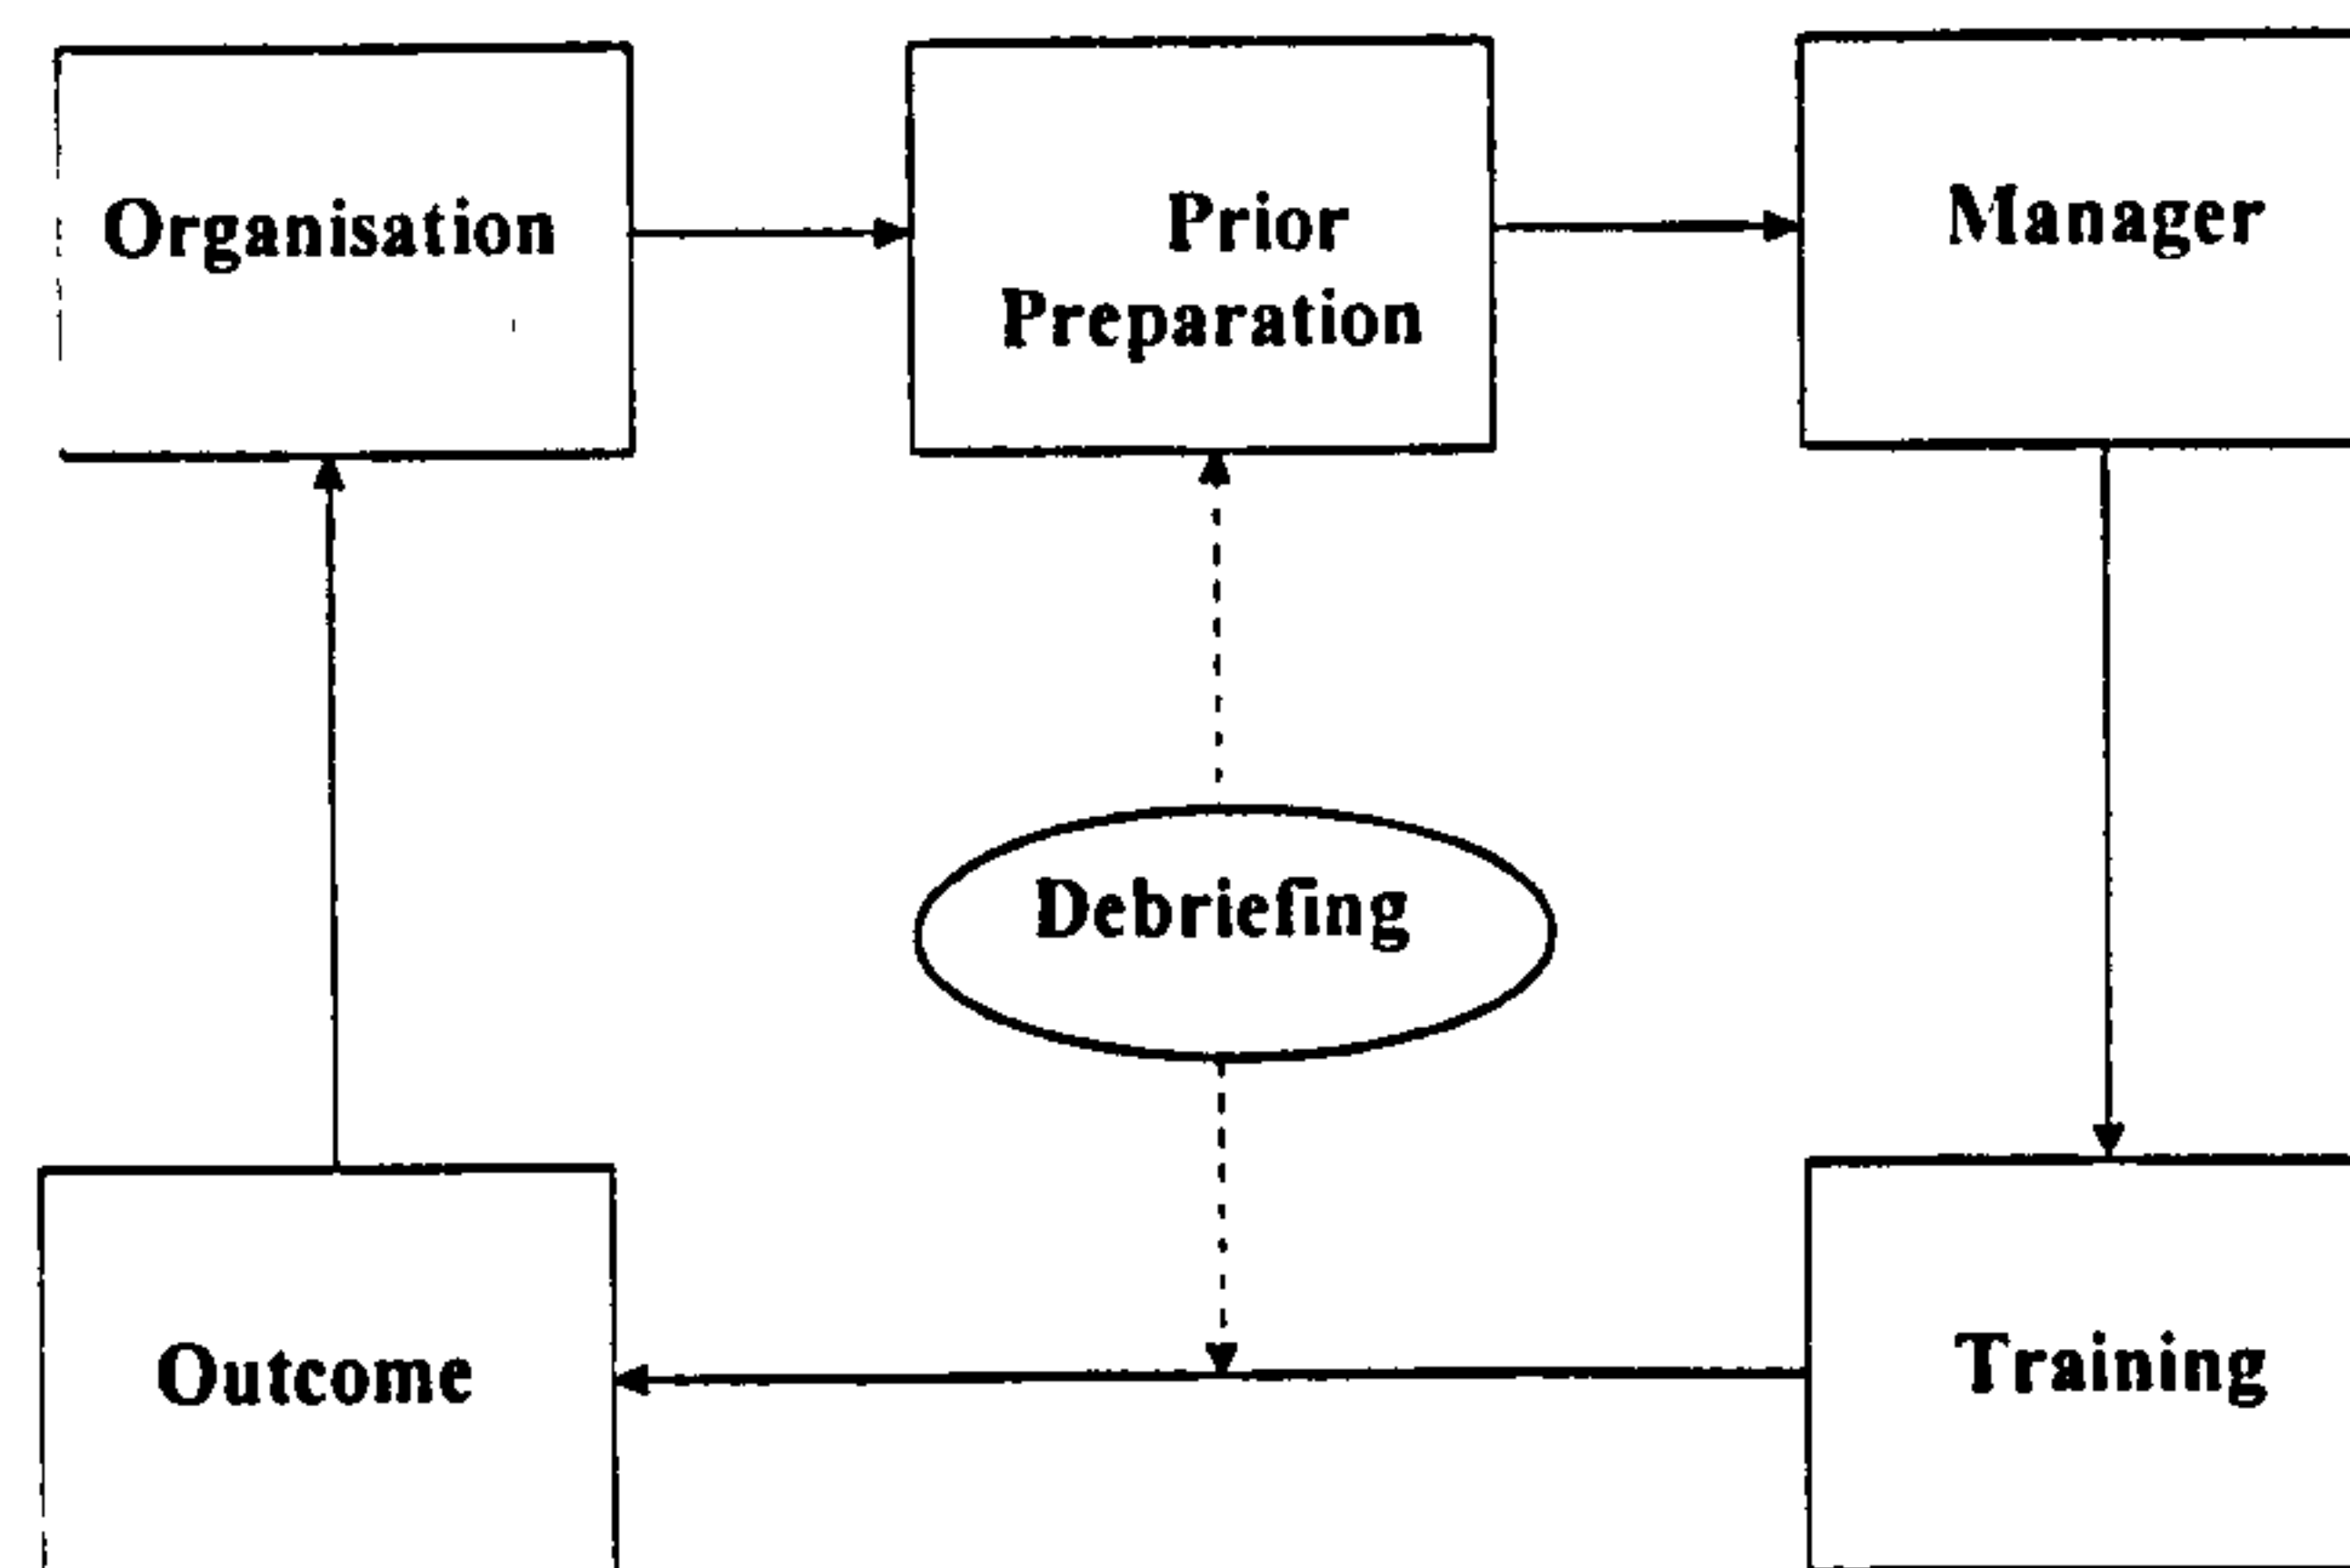 Organisation
Prior
Preparation
Manager
Debriefing
Outcome
Training